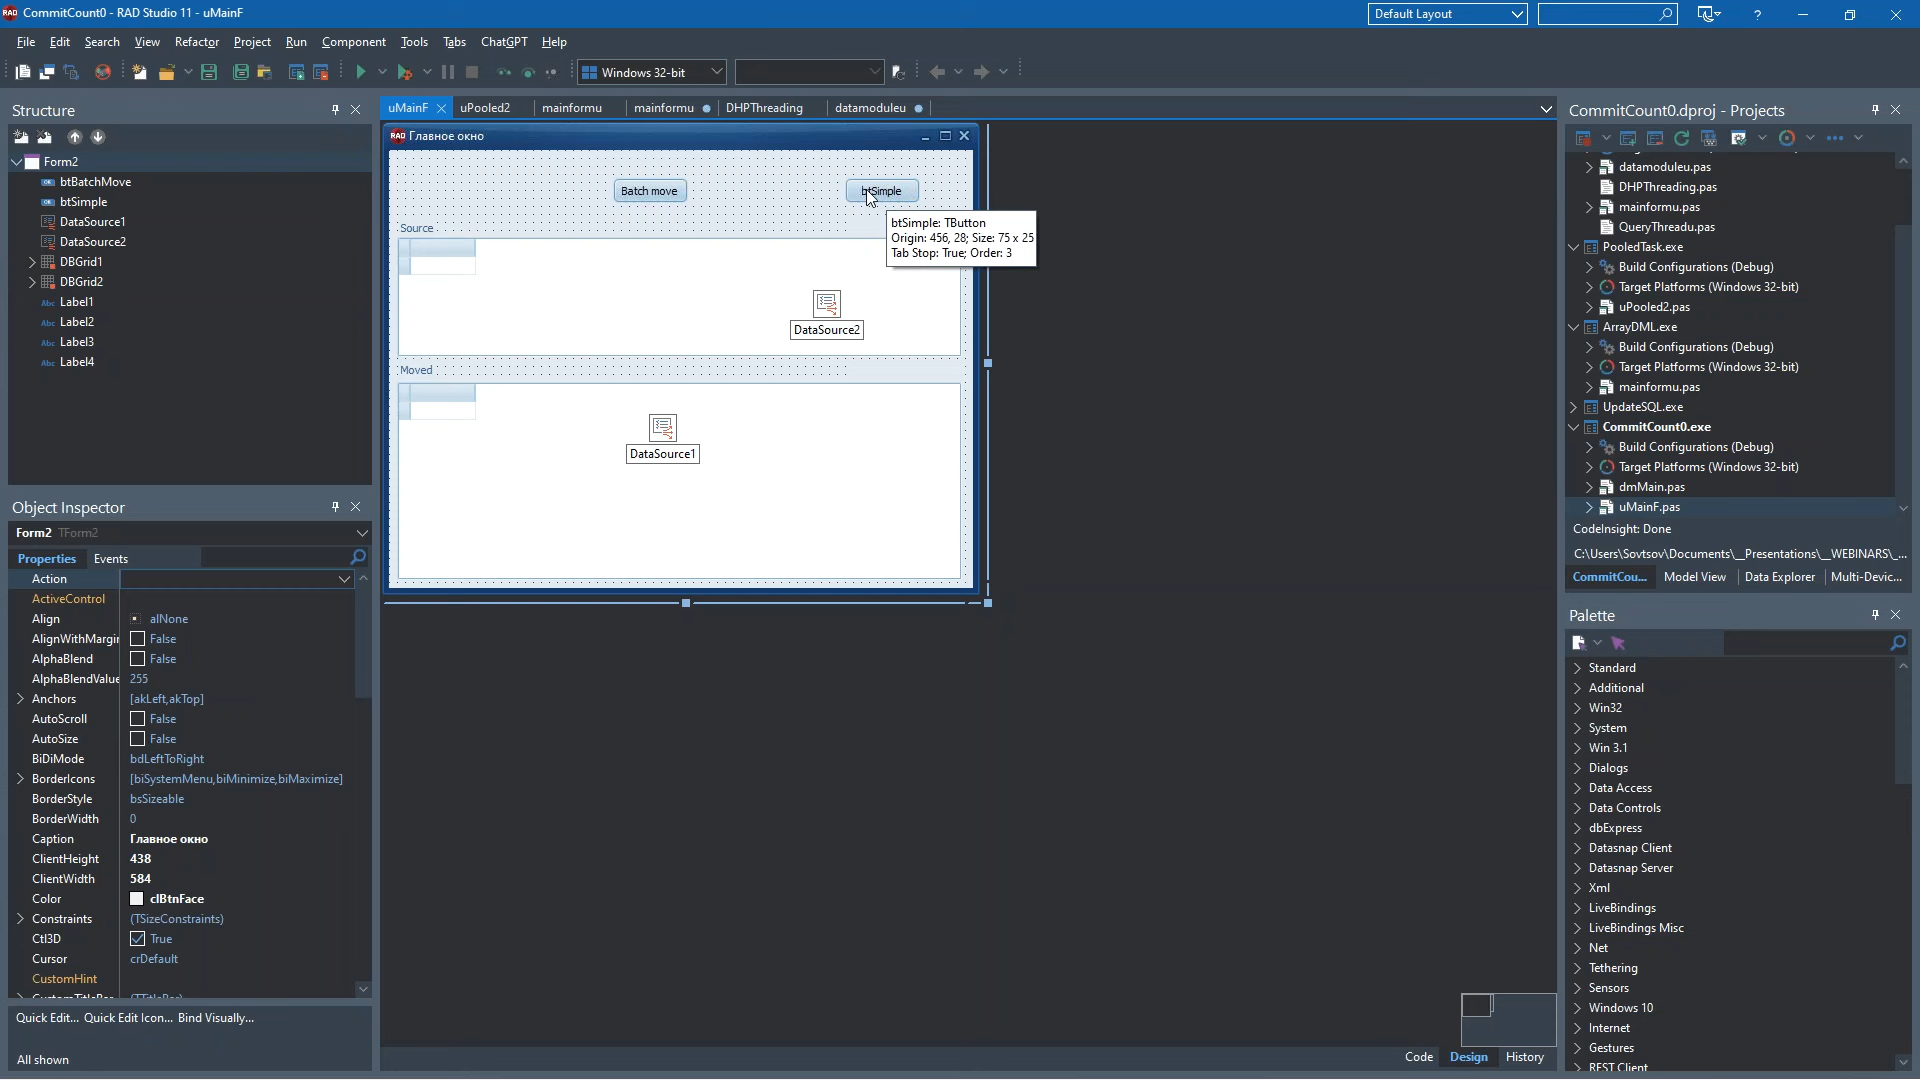 CommitCount0 - RAD Studio 11 - uMainF
Default Layout
File Edit Search View Refactor Project Run Component Tools Tabs ChatGPT Help
Windows 32-bit
Structure
Form2
btBatchMove
btSimple
DataSource1
DataSource2
DBGrid1
DBGrid2
Label1
Label2
Label3
Label4
Object Inspector
Form2 TForm2
Properties Events
Action
ActiveControl
Align alNone
AlignWithMargin False
AlphaBlend False
AlphaBlendValue 255
Anchors [akLeft,akTop]
AutoScroll False
AutoSize False
BiDiMode bdLeftToRight
BorderIcons [biSystemMenu,biMinimize,biMaximize]
BorderStyle bsSizeable
BorderWidth 0
Caption Главное окно
ClientHeight 438
ClientWidth 584
Color clBtnFace
Constraints (TSizeConstraints)
Ctl3D True
Cursor crDefault
CustomHint
CustomTitleBar (TTitleBar)
Quick Edit... Quick Edit Icon... Bind Visually...
All shown
uMainF uPooled2 mainformu mainformu DHPThreading datamoduleu
Главное окно
Batch move btSimple
btSimple: TButton
Origin: 456, 28; Size: 75 x 25
Tab Stop: True; Order: 3
Source
DataSource2
Moved
DataSource1
Code Design History
CommitCount0.dproj - Projects
datamoduleu.pas
DHPThreading.pas
mainformu.pas
QueryThreadu.pas
PooledTask.exe
Build Configurations (Debug)
Target Platforms (Windows 32-bit)
uPooled2.pas
ArrayDML.exe
Build Configurations (Debug)
Target Platforms (Windows 32-bit)
mainformu.pas
UpdateSQL.exe
CommitCount0.exe
Build Configurations (Debug)
Target Platforms (Windows 32-bit)
dmMain.pas
uMainF.pas
CodeInsight: Done
C:\Users\Sovtsov\Documents\__Presentations\__WEBINARS\_...
CommitCou... Model View Data Explorer Multi-Devic...
Palette
Standard
Additional
Win32
System
Win 3.1
Dialogs
Data Access
Data Controls
dbExpress
Datasnap Client
Datasnap Server
Xml
LiveBindings
LiveBindings Misc
Net
Tethering
Sensors
Windows 10
Internet
Gestures
REST Client